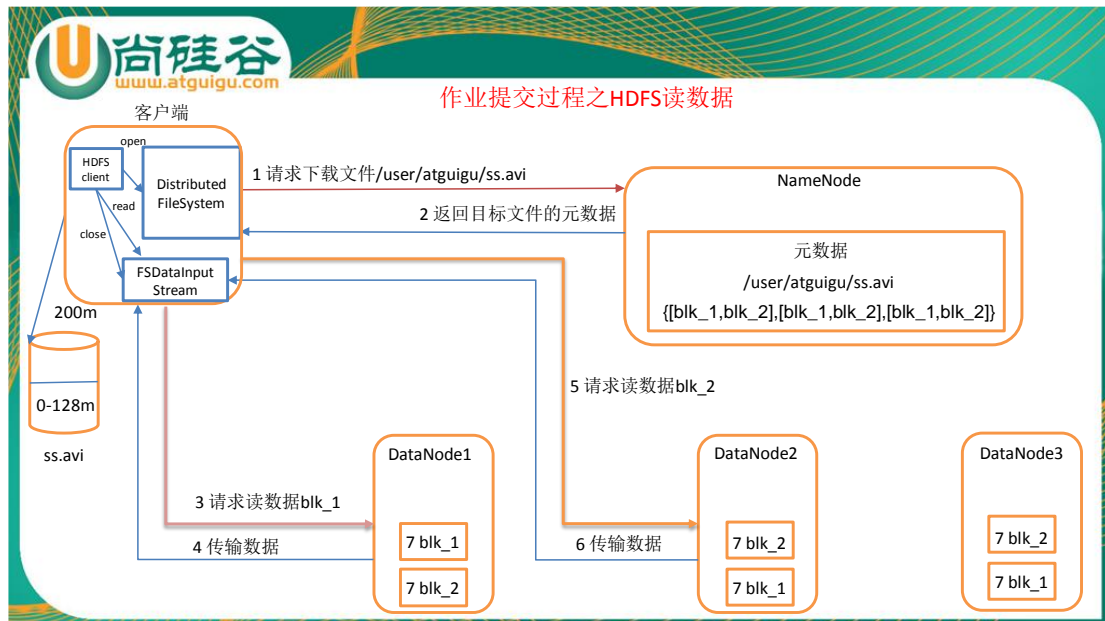 尚硅谷
www.atguigu.com
作业提交过程之HDFS读数据
客户端
open
HDFS
client
Distributed
FileSystem
read
close
FSDataInput
Stream
1 请求下载文件/user/atguigu/ss.avi
2 返回目标文件的元数据
NameNode
元数据
/user/atguigu/ss.avi
{[blk_1,blk_2],[blk_1,blk_2],[blk_1,blk_2]}
200m
0-128m
ss.avi
5 请求读数据blk_2
DataNode1
DataNode2
DataNode3
3 请求读数据blk_1
4 传输数据
6 传输数据
7 blk_1
7 blk_2
7 blk_2
7 blk_1
7 blk_2
7 blk_1